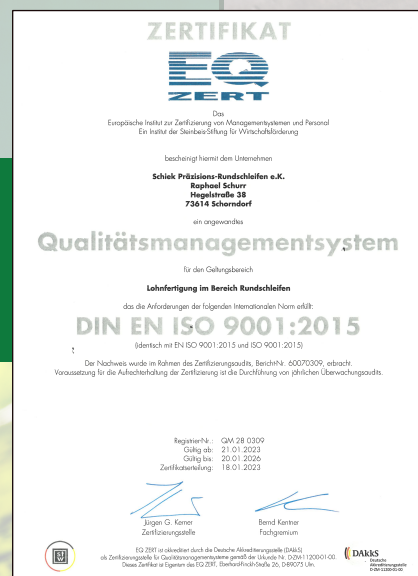 ZERTIFIKAT
EQ
ZERT
Das
Europäische Institut zur Zertifizierung von Managementsystemen und Personal
Ein Institut der Steinbeis-Stiftung für Wirtschaftsförderung
bescheinigt hiermit dem Unternehmen
Schiek Präzisions-Rundschleifen e.K.
Raphael Schurr
Hegelstraße 38
73614 Schorndorf
ein angewandtes
Qualitätsmanagementsystem
für den Geltungsbereich
Lohnfertigung im Bereich Rundschleifen
das die Anforderungen der folgenden Internationalen Norm erfüllt:
DIN EN ISO 9001:2015
(identisch mit EN ISO 9001:2015 und ISO 9001:2015)
Der Nachweis wurde im Rahmen des Zertifizierungsaudits, Bericht-Nr. 60070309, erbracht.
Voraussetzung für die Aufrechterhaltung der Zertifizierung ist die Durchführung von jährlichen Überwachungsaudits.
Registrier-Nr.: QM 28 0309
Gültig ab: 21.01.2023
Gültig bis: 20.01.2026
Zertifikatserteilung: 18.01.2023
Jürgen G. Kerner Bernd Kentner
Zertifizierungsstelle Fachgremium
EQ ZERT ist akkreditiert durch die Deutsche Akkreditierungsstelle (DAkkS)
als Zertifizierungsstelle für Qualitätsmanagementsysteme gemäß der Urkunde Nr. D-ZM-11200-01-00.
Dieses Zertifikat ist Eigentum des EQ ZERT, Eberhard-Finckh-Straße 26, D-89075 Ulm.
DAkkS
Deutsche
Akkreditierungsstelle
D-ZM-11200-01-00